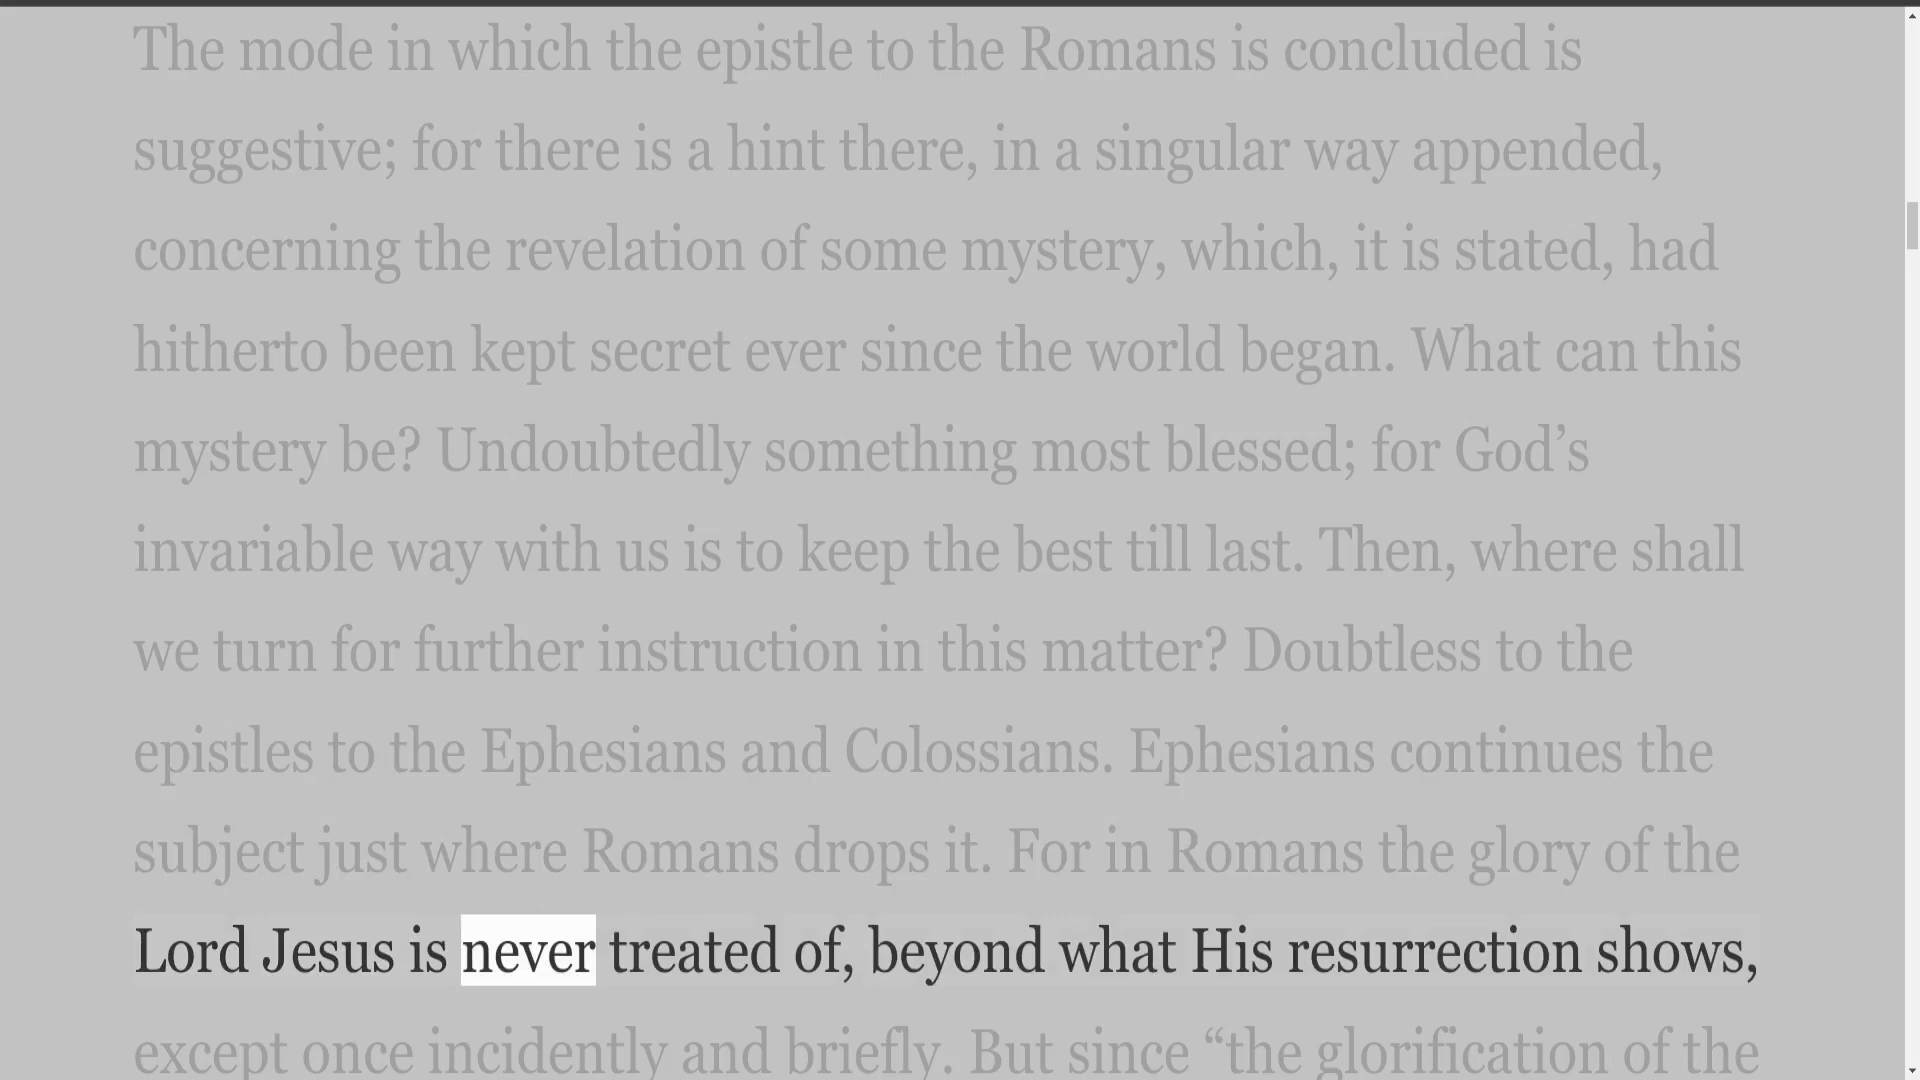 The mode in which the epistle to the Romans is concluded is
suggestive; for there is a hint there, in a singular way appended,
concerning the revelation of some mystery, which, it is stated, had
hitherto been kept secret ever since the world began. What can this
mystery be? Undoubtedly something most blessed; for God’s
invariable way with us is to keep the best till last. Then, where shall
we turn for further instruction in this matter? Doubtless to the
epistles to the Ephesians and Colossians. Ephesians continues the
subject just where Romans drops it. For in Romans the glory of the
Lord Jesus is never treated of, beyond what His resurrection shows,
except once incidently and briefly. But since “the glorification of the